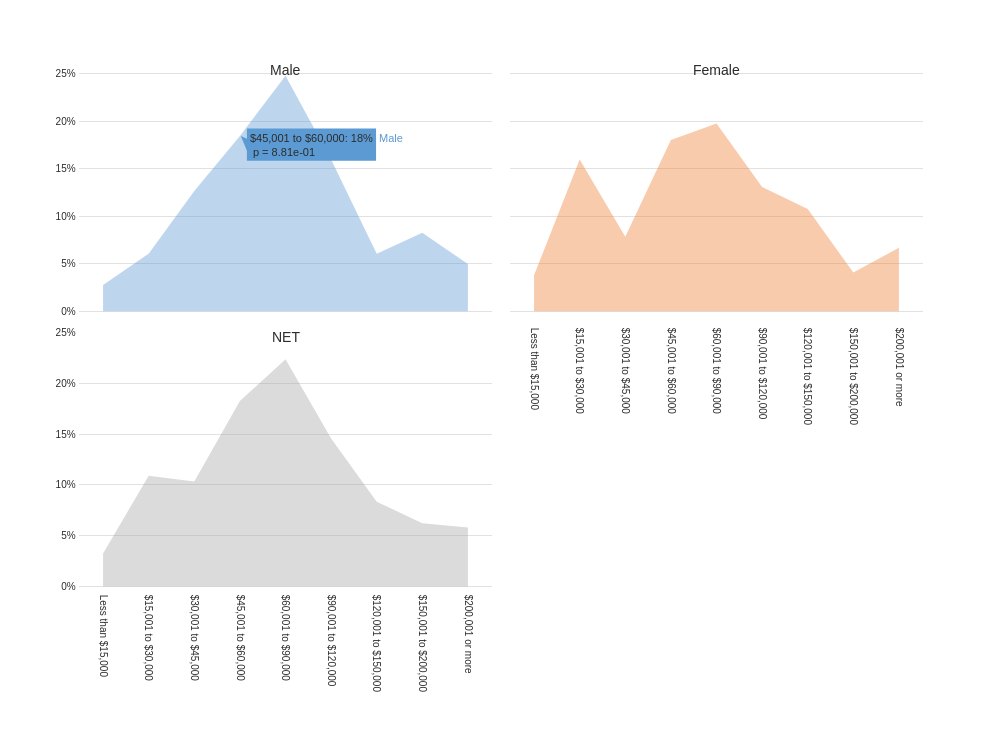 Male
Female
25%
20%
15%
10%
5%
0%
$45,001 to $60,000: 18% Male
p = 8.81e-01
Less than $15,000
$15,001 to $30,000
$30,001 to $45,000
$45,001 to $60,000
$60,001 to $90,000
$90,001 to $120,000
$120,001 to $150,000
$150,001 to $200,000
$200,001 or more
NET
25%
20%
15%
10%
5%
0%
Less than $15,000
$15,001 to $30,000
$30,001 to $45,000
$45,001 to $60,000
$60,001 to $90,000
$90,001 to $120,000
$120,001 to $150,000
$150,001 to $200,000
$200,001 or more